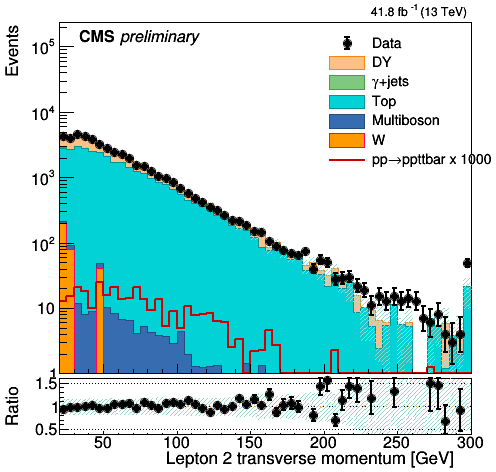 41.8 fb⁻¹ (13 TeV)
CMS preliminary
Events
10⁵
10⁴
10³
10²
10
1
Data
DY
γ+jets
Top
Multiboson
W
pp→ppttbar x 1000
Ratio
1.5
1
0.5
50 100 150 200 250 300
Lepton 2 transverse momentum [GeV]